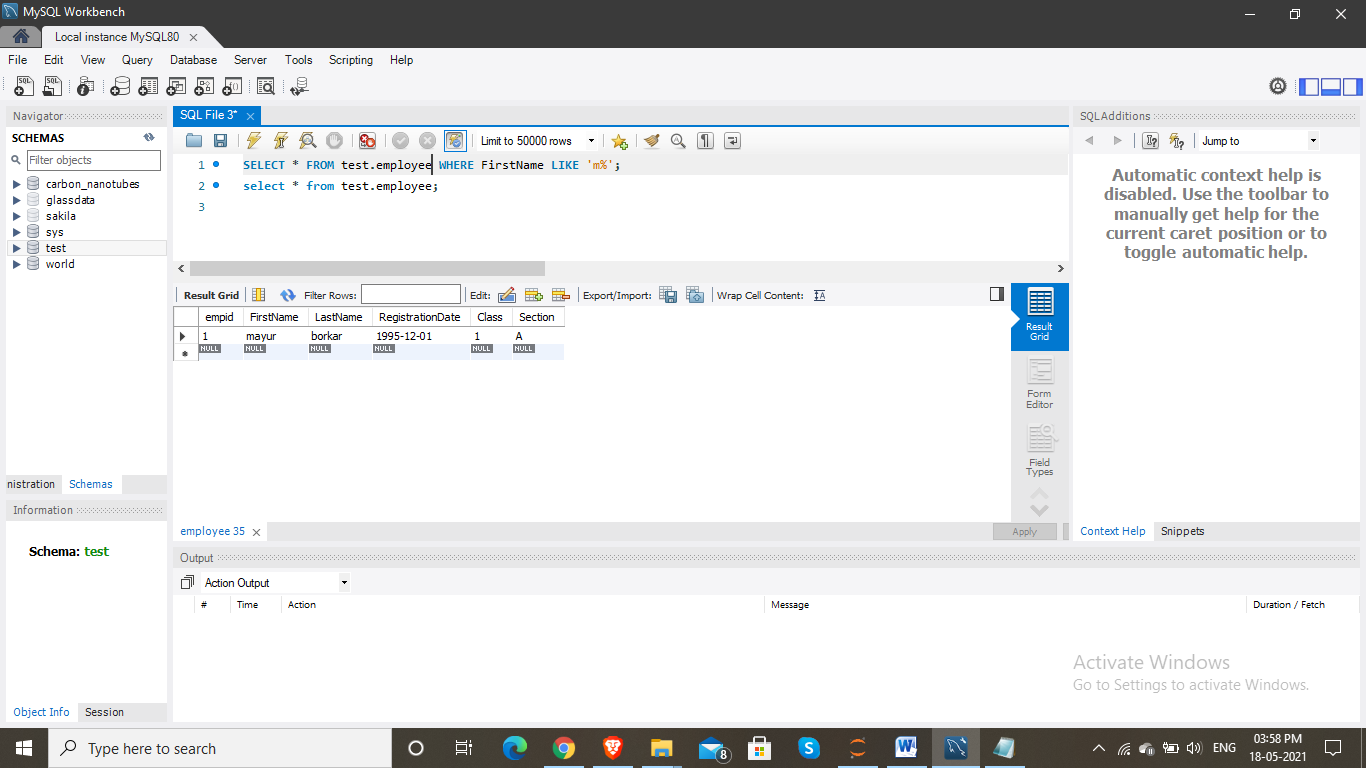 MySQL Workbench
Local instance MySQL80
File Edit View Query Database Server Tools Scripting Help
Navigator
SCHEMAS
Filter objects
carbon_nanotubes
glassdata
sakila
sys
test
world
nistration Schemas
Information
Schema: test
Object Info Session
SQL File 3*
Limit to 50000 rows
1 SELECT * FROM test.employee WHERE FirstName LIKE 'm%';
2 select * from test.employee;
3
Result Grid Filter Rows: Edit: Export/Import: Wrap Cell Content:
empid FirstName LastName RegistrationDate Class Section
1 mayur borkar 1995-12-01 1 A
NULL NULL NULL NULL NULL NULL
Result Grid
Form Editor
Field Types
employee 35
Apply
SQLAdditions
Jump to
Automatic context help is
disabled. Use the toolbar to
manually get help for the
current caret position or to
toggle automatic help.
Context Help Snippets
Output
Action Output
# Time Action Message Duration / Fetch
Activate Windows
Go to Settings to activate Windows.
Type here to search
8
ENG
03:58 PM
18-05-2021